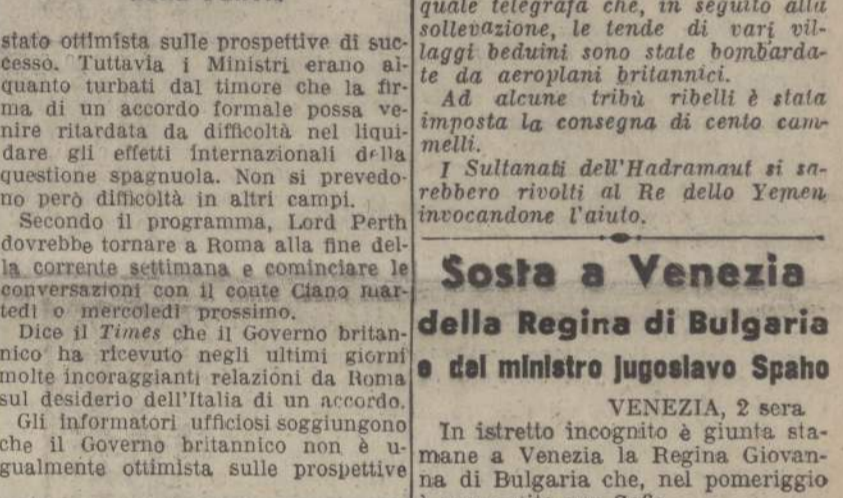 stato ottimista sulle prospettive di suc-
cesso. Tuttavia i Ministri erano al-
quanto turbati dal timore che la fir-
ma di un accordo formale possa ve-
nire ritardata da difficoltà nel liqui-
dare gli effetti internazionali della
questione spagnuola. Non si prevedo-
no però difficoltà in altri campi.
Secondo il programma, Lord Perth
dovrebbe tornare a Roma alla fine del-
la corrente settimana e cominciare le
conversazioni con il conte Ciano mar-
tedì o mercoledì prossimo.
Dice il Times che il Governo britan-
nico ha ricevuto negli ultimi giorni
molte incoraggianti relazioni da Roma
sul desiderio dell'Italia di un accordo.
Gli informatori ufficiosi soggiungono
che il Governo britannico non è u-
gualmente ottimista sulle prospettive
quale telegrafa che, in seguito alla
sollevazione, le tende di vari vil-
laggi beduini sono state bombarda-
te da aeroplani britannici.
Ad alcune tribù ribelli è stata
imposta la consegna di cento cam-
melli.
I Sultanati dell'Hadramaut si sa-
rebbero rivolti al Re dello Yemen
invocandone l'aiuto.
Sosta a Venezia
della Regina di Bulgaria
e del ministro jugoslavo Spaho
VENEZIA, 2 sera
In istretto incognito è giunta sta-
mane a Venezia la Regina Giovan-
na di Bulgaria che, nel pomeriggio